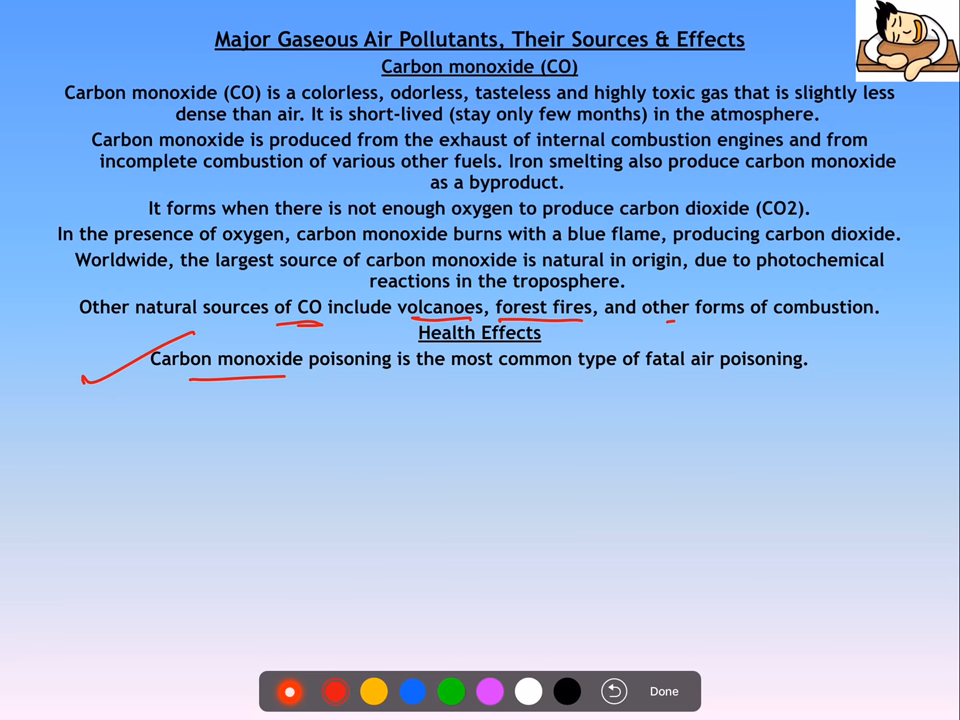 Major Gaseous Air Pollutants, Their Sources & Effects
Carbon monoxide (CO)
Carbon monoxide (CO) is a colorless, odorless, tasteless and highly toxic gas that is slightly less
dense than air. It is short-lived (stay only few months) in the atmosphere.
Carbon monoxide is produced from the exhaust of internal combustion engines and from
incomplete combustion of various other fuels. Iron smelting also produce carbon monoxide
as a byproduct.
It forms when there is not enough oxygen to produce carbon dioxide (CO2).
In the presence of oxygen, carbon monoxide burns with a blue flame, producing carbon dioxide.
Worldwide, the largest source of carbon monoxide is natural in origin, due to photochemical
reactions in the troposphere.
Other natural sources of CO include volcanoes, forest fires, and other forms of combustion.
Health Effects
Carbon monoxide poisoning is the most common type of fatal air poisoning.
Done